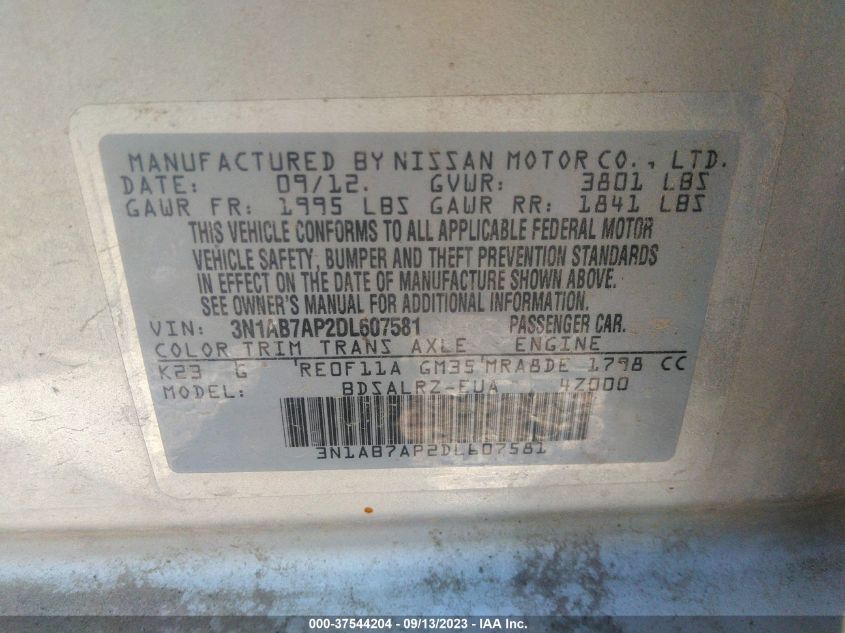 MANUFACTURED BY NISSAN MOTOR CO., LTD.
DATE: 09/12. GVWR: 3801 LBS
GAWR FR: 1995 LBS GAWR RR: 1841 LBS
THIS VEHICLE CONFORMS TO ALL APPLICABLE FEDERAL MOTOR
VEHICLE SAFETY, BUMPER AND THEFT PREVENTION STANDARDS
IN EFFECT ON THE DATE OF MANUFACTURE SHOWN ABOVE.
SEE OWNER'S MANUAL FOR ADDITIONAL INFORMATION.
VIN: 3N1AB7AP2DL607581 PASSENGER CAR.
COLOR TRIM TRANS AXLE ENGINE
K23 G RE0F11A GM35 MRA8DE 1798 CC
MODEL: BDSALRZ-EUA 4Z000
3N1AB7AP2DL607581
000-37544204 - 09/13/2023 - IAA Inc.